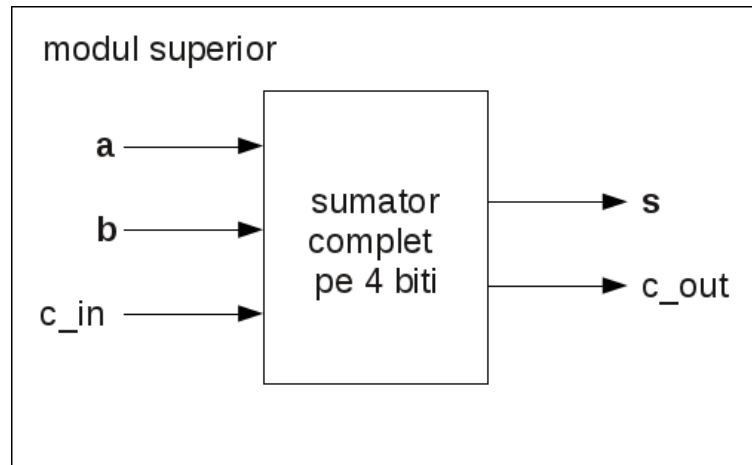 modul superior
a
b
c_in
sumator
complet
pe 4 biti
s
c_out